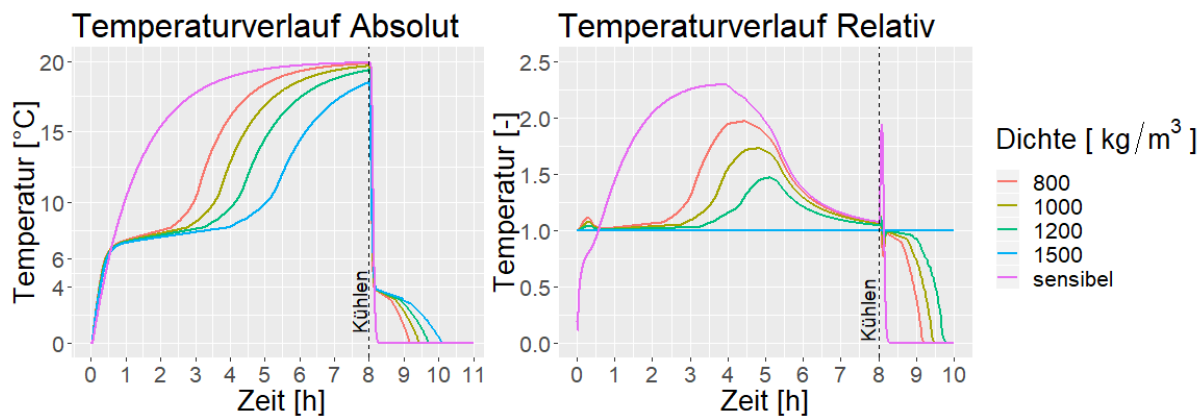 Temperaturverlauf Absolut
Temperatur [°C]
20
15
10
6
4
0
Kühlen
0 1 2 3 4 5 6 7 8 9 10 11
Zeit [h]
Temperaturverlauf Relativ
Temperatur [-]
2.5
2.0
1.5
1.0
0.5
0.0
Kühlen
0 1 2 3 4 5 6 7 8 9 10
Zeit [h]
Dichte [ kg/m³ ]
800
1000
1200
1500
sensibel